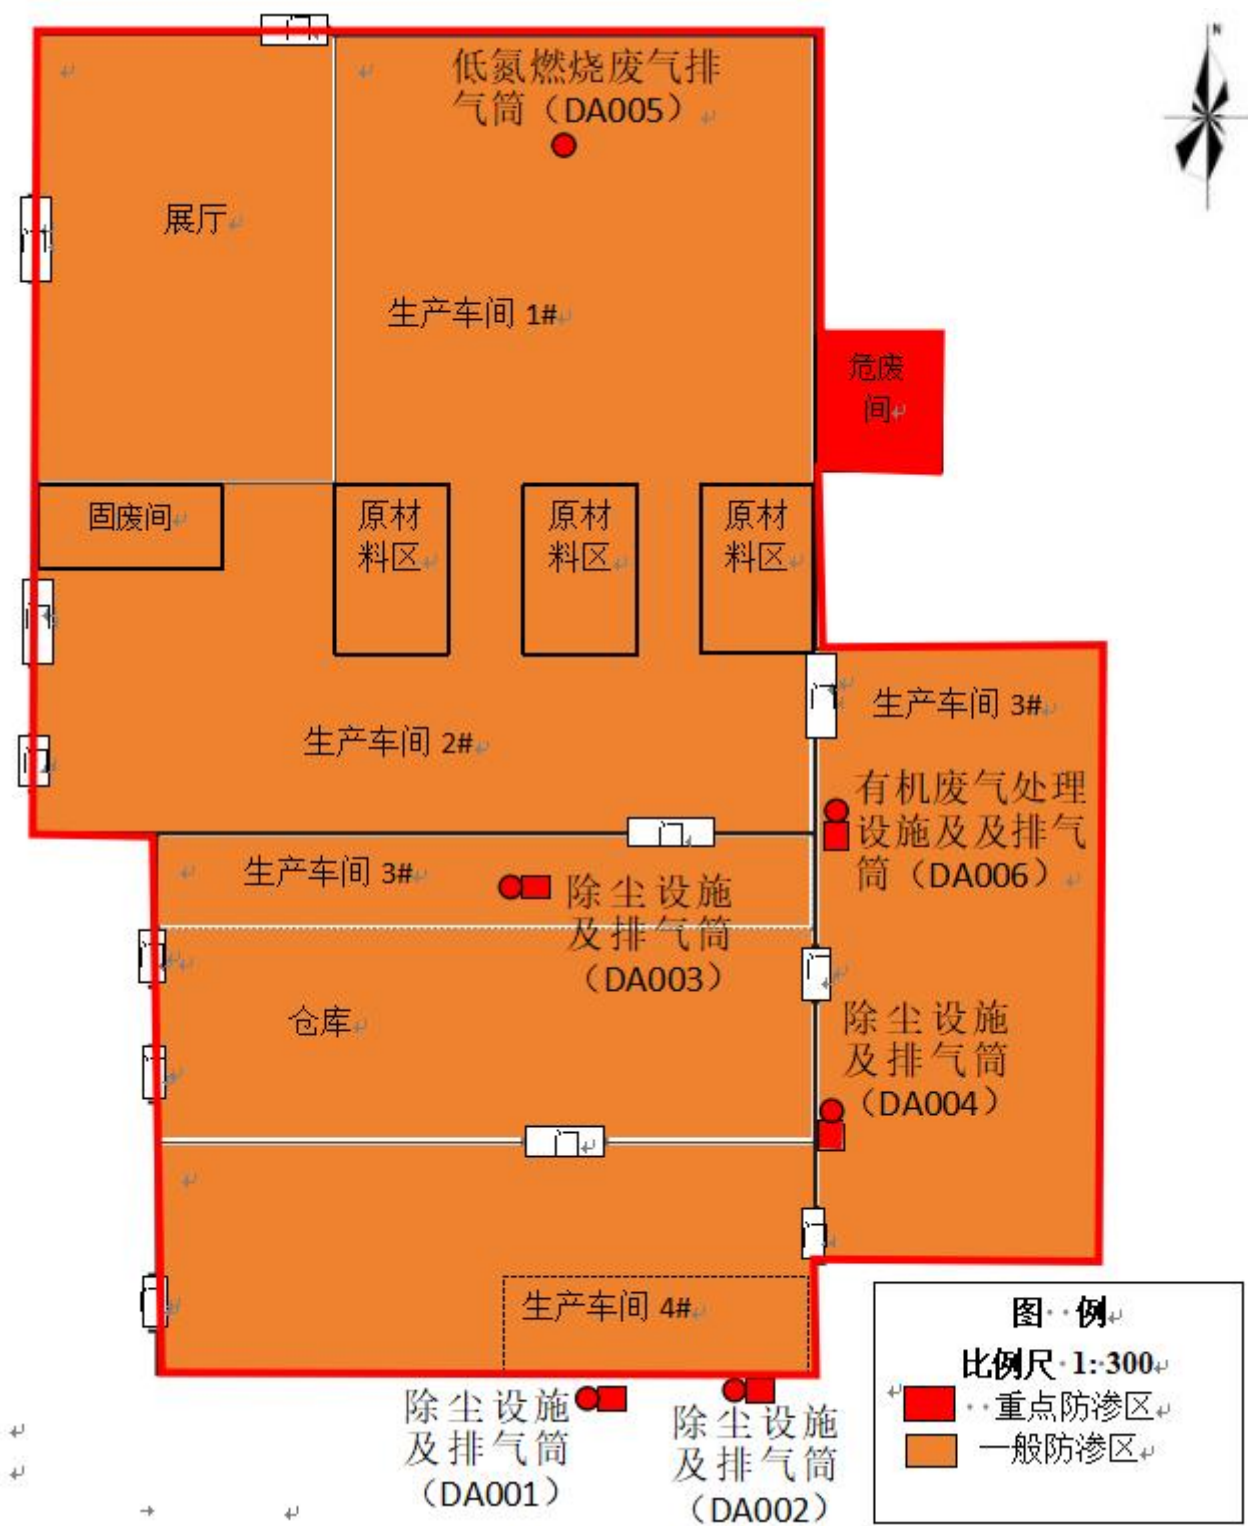 门
N
低氮燃烧废气排
气筒（DA005）
展厅
门
生产车间 1#
危废
间
固废间
原材
料区
原材
料区
原材
料区
门
门
生产车间 3#
生产车间 2#
门
有机废气处理
设施及及排气
筒（DA006）
门
生产车间 3#
除尘设施
及排气筒
（DA003）
门
门
仓库
除尘设施
及排气筒
（DA004）
门
门
门
门
生产车间 4#
图 例
比例尺 1: 300
重点防渗区
一般防渗区
除尘设施
及排气筒
（DA001）
除尘设施
及排气筒
（DA002）